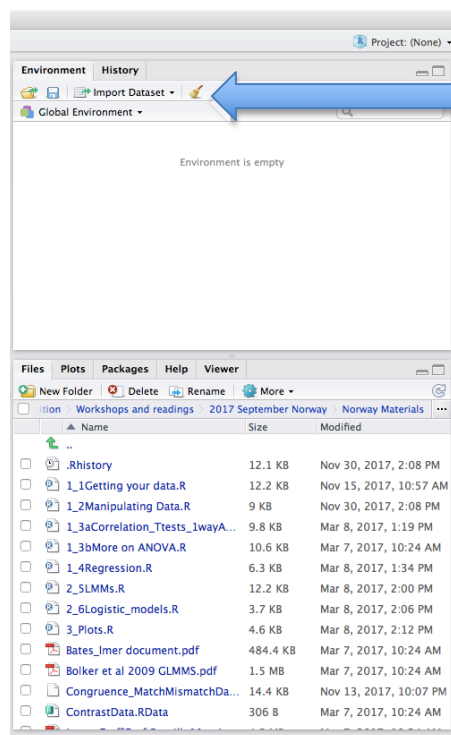 Project: (None)
Environment History
Import Dataset
Global Environment
Environment is empty
Files Plots Packages Help Viewer
New Folder Delete Rename More
ition Workshops and readings 2017 September Norway Norway Materials ...
Name Size Modified
..
.Rhistory 12.1 KB Nov 30, 2017, 2:08 PM
1_1Getting your data.R 12.2 KB Nov 15, 2017, 10:57 AM
1_2Manipulating Data.R 9 KB Nov 30, 2017, 2:08 PM
1_3aCorrelation_Ttests_1wayA... 9.8 KB Mar 8, 2017, 1:19 PM
1_3bMore on ANOVA.R 10.6 KB Mar 7, 2017, 10:24 AM
1_4Regression.R 6.3 KB Mar 8, 2017, 1:34 PM
2_5LMMs.R 12.2 KB Mar 8, 2017, 2:00 PM
2_6Logistic_models.R 3.7 KB Mar 8, 2017, 2:06 PM
3_Plots.R 4.6 KB Mar 8, 2017, 2:12 PM
Bates_lmer document.pdf 484.4 KB Mar 7, 2017, 10:24 AM
Bolker et al 2009 GLMMS.pdf 1.5 MB Mar 7, 2017, 10:24 AM
Congruence_MatchMismatchDa... 14.4 KB Nov 13, 2017, 10:07 PM
ContrastData.RData 306 B Mar 7, 2017, 10:24 AM